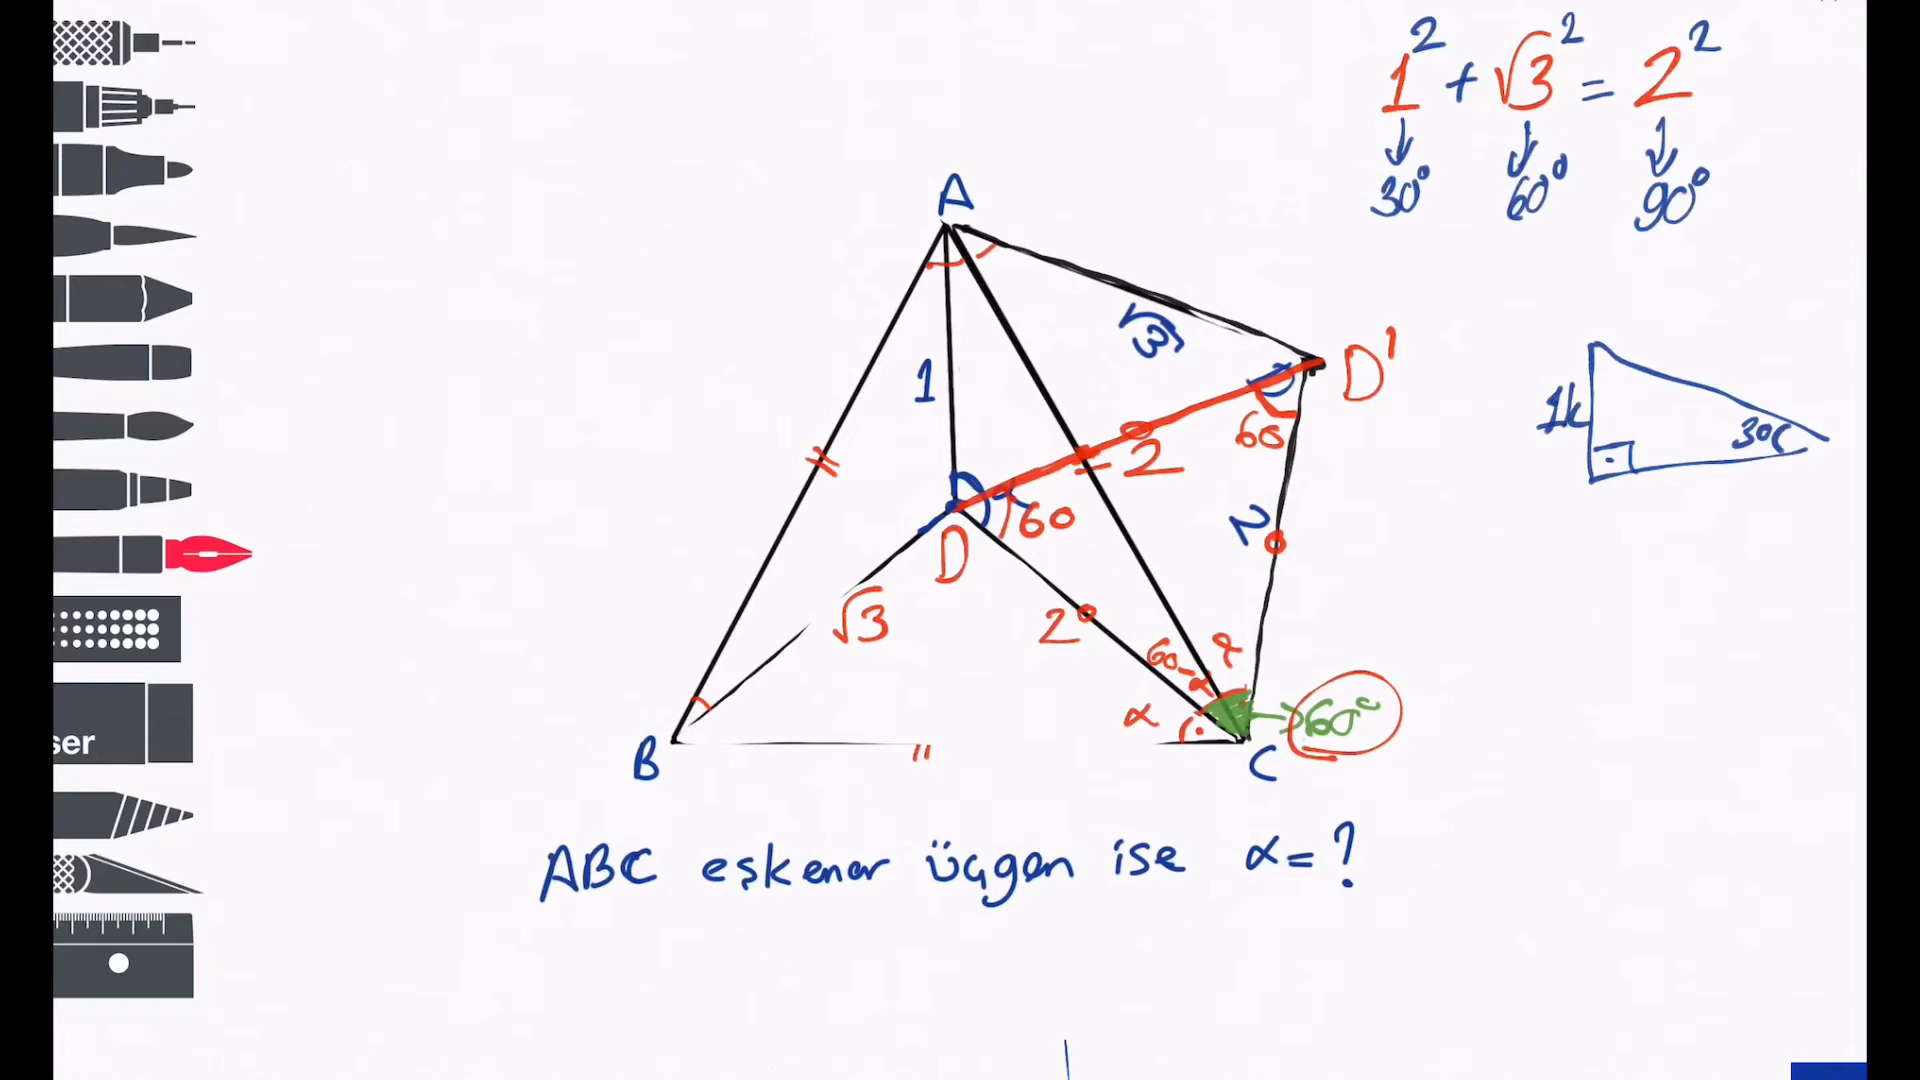 1² + √3² = 2²
30° 60° 90°
A
√3
D'
1
60
2
1k
30°
D
60
2
√3
2
60-α
α
α
60°
ser
B
"
C
ABC eşkenar üçgen ise α = ?